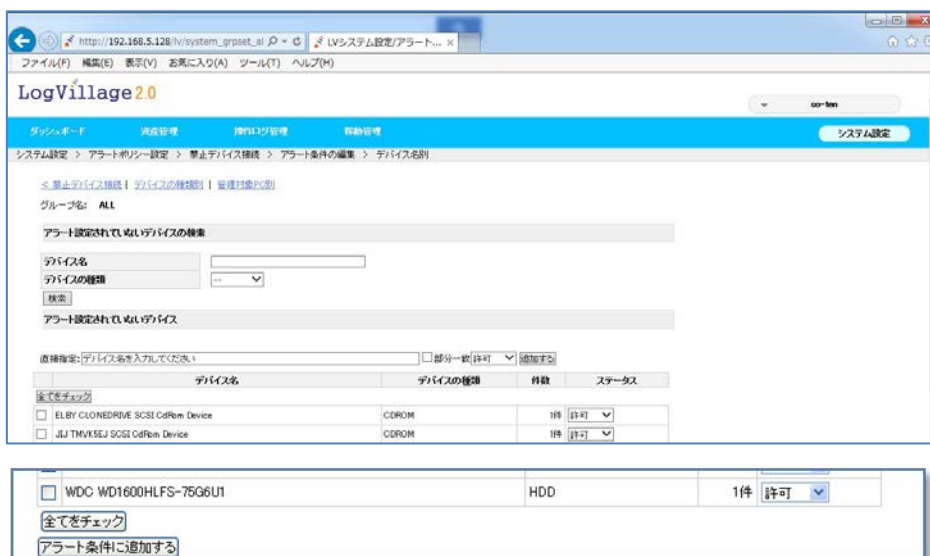 http://192.168.5.128/lv/system_grpset_al
LVシステム設定/アラート...
ファイル(F) 編集(E) 表示(V) お気に入り(A) ツール(T) ヘルプ(H)
LogVillage 2.0
so-ten
ダッシュボード 資産管理 操作ログ管理 移動管理 システム設定
システム設定 > アラートポリシー設定 > 禁止デバイス接続 > アラート条件の編集 > デバイス名別
< 禁止デバイス接続 | デバイスの種類別 | 管理対象PC別
グループ名: ALL
アラート設定されていないデバイスの検索
デバイス名
デバイスの種類 --
検索
アラート設定されていないデバイス
直接指定: デバイス名を入力してください 部分一致 許可 追加する
デバイス名 デバイスの種類 件数 ステータス
全てをチェック
ELBY CLONEDRIVE SCSI CdRom Device CDROM 1件 許可
JIJ TMVK5EJ SCSI CdRom Device CDROM 1件 許可
WDC WD1600HLFS-75G6U1 HDD 1件 許可
全てをチェック
アラート条件に追加する